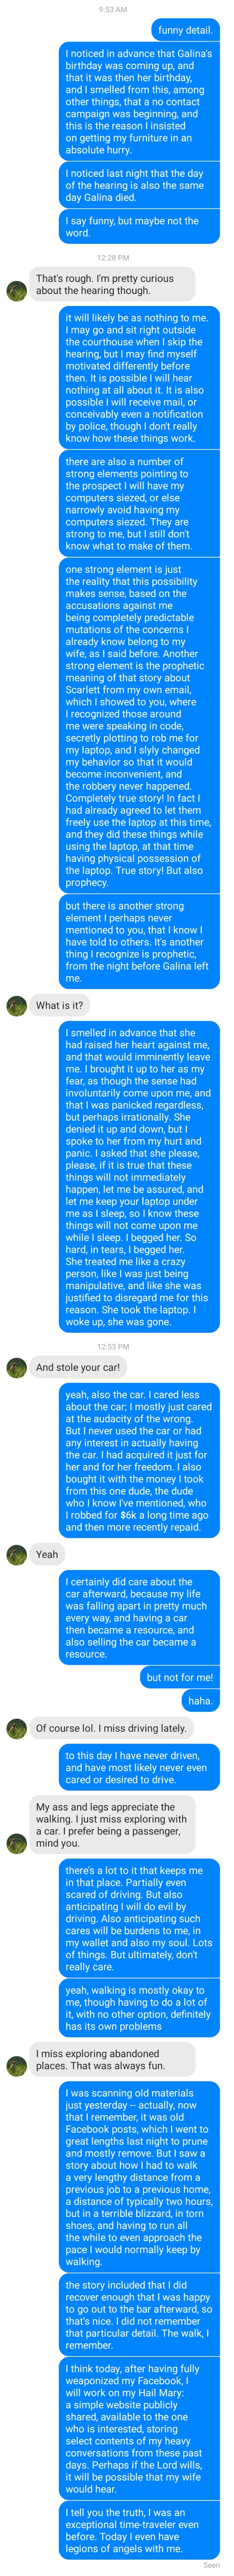 9:53 AM
funny detail.
I noticed in advance that Galina's
birthday was coming up, and
that it was then her birthday,
and I smelled from this, among
other things, that a no contact
campaign was beginning, and
this is the reason I insisted
on getting my furniture in an
absolute hurry.
I noticed last night that the day
of the hearing is also the same
day Galina died.
I say funny, but maybe not the
word.
12:28 PM
That's rough. I'm pretty curious
about the hearing though.
it will likely be as nothing to me.
I may go and sit right outside
the courthouse when I skip the
hearing, but I may find myself
motivated differently before
then. It is possible I will hear
nothing at all about it. It is also
possible I will receive mail, or
conceivably even a notification
by police, though I don't really
know how these things work.
there are also a number of
strong elements pointing to
the prospect I will have my
computers siezed, or else
narrowly avoid having my
computers siezed. They are
strong to me, but I still don't
know what to make of them.
one strong element is just
the reality that this possibility
makes sense, based on the
accusations against me
being completely predictable
mutations of the concerns I
already know belong to my
wife, as I said before. Another
strong element is the prophetic
meaning of that story about
Scarlett from my own email,
which I showed to you, where
I recognized those around
me were speaking in code,
secretly plotting to rob me for
my laptop, and I slyly changed
my behavior so that it would
become inconvenient, and
the robbery never happened.
Completely true story! In fact I
had already agreed to let them
freely use the laptop at this time,
and they did these things while
using the laptop, at that time
having physical possession of
the laptop. True story! But also
prophecy.
but there is another strong
element I perhaps never
mentioned to you, that I know I
have told to others. It's another
thing I recognize is prophetic,
from the night before Galina left
me.
What is it?
I smelled in advance that she
had raised her heart against me,
and that would imminently leave
me. I brought it up to her as my
fear, as though the sense had
involuntarily come upon me, and
that I was panicked regardless,
but perhaps irrationally. She
denied it up and down, but I
spoke to her from my hurt and
panic. I asked that she please,
please, if it is true that these
things will not immediately
happen, let me be assured, and
let me keep your laptop under
me as I sleep, so I know these
things will not come upon me
while I sleep. I begged her. So
hard, in tears, I begged her.
She treated me like a crazy
person, like I was just being
manipulative, and like she was
justified to disregard me for this
reason. She took the laptop. I
woke up, she was gone.
12:53 PM
And stole your car!
yeah, also the car. I cared less
about the car; I mostly just cared
at the audacity of the wrong.
But I never used the car or had
any interest in actually having
the car. I had acquired it just for
her and for her freedom. I also
bought it with the money I took
from this one dude, the dude
who I know I've mentioned, who
I robbed for $6k a long time ago
and then more recently repaid.
Yeah
I certainly did care about the
car afterward, because my life
was falling apart in pretty much
every way, and having a car
then became a resource, and
also selling the car became a
resource.
but not for me!
haha.
Of course lol. I miss driving lately.
to this day I have never driven,
and have most likely never even
cared or desired to drive.
My ass and legs appreciate the
walking. I just miss exploring with
a car. I prefer being a passenger,
mind you.
there's a lot to it that keeps me
in that place. Partially even
scared of driving. But also
anticipating I will do evil by
driving. Also anticipating such
cares will be burdens to me, in
my wallet and also my soul. Lots
of things. But ultimately, don't
really care.
yeah, walking is mostly okay to
me, though having to do a lot of
it, with no other option, definitely
has its own problems
I miss exploring abandoned
places. That was always fun.
I was scanning old materials
just yesterday -- actually, now
that I remember, it was old
Facebook posts, which I went to
great lengths last night to prune
and mostly remove. But I saw a
story about how I had to walk
a very lengthy distance from a
previous job to a previous home,
a distance of typically two hours,
but in a terrible blizzard, in torn
shoes, and having to run all
the while to even approach the
pace I would normally keep by
walking.
the story included that I did
recover enough that I was happy
to go out to the bar afterward, so
that's nice. I did not remember
that particular detail. The walk, I
remember.
I think today, after having fully
weaponized my Facebook, I
will work on my Hail Mary:
a simple website publicly
shared, available to the one
who is interested, storing
select contents of my heavy
conversations from these past
days. Perhaps if the Lord wills,
it will be possible that my wife
would hear.
I tell you the truth, I was an
exceptional time-traveler even
before. Today I even have
legions of angels with me.
Seen